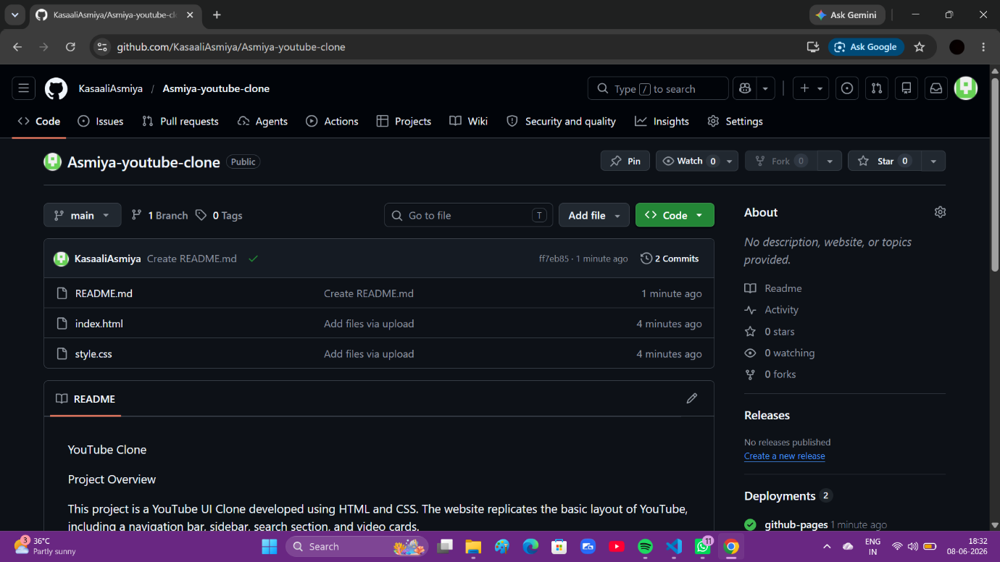 KasaaliAsmiya/Asmiya-youtube-cl
Ask Gemini
github.com/KasaaliAsmiya/Asmiya-youtube-clone
Ask Google
KasaaliAsmiya / Asmiya-youtube-clone
Type / to search
Code Issues Pull requests Agents Actions Projects Wiki Security and quality Insights Settings
Asmiya-youtube-clone Public
Pin Watch 0 Fork 0 Star 0
main 1 Branch 0 Tags
Go to file T Add file Code
KasaaliAsmiya Create README.md ff7eb85 · 1 minute ago 2 Commits
README.md Create README.md 1 minute ago
index.html Add files via upload 4 minutes ago
style.css Add files via upload 4 minutes ago
README
YouTube Clone
Project Overview
This project is a YouTube UI Clone developed using HTML and CSS. The website replicates the basic layout of YouTube,
including a navigation bar, sidebar, search section, and video cards.
About
No description, website, or topics
provided.
Readme
Activity
0 stars
0 watching
0 forks
Releases
No releases published
Create a new release
Deployments 2
github-pages 1 minute ago
3
36°C
Partly sunny
Search
11
ENG
IN
18:32
08-06-2026